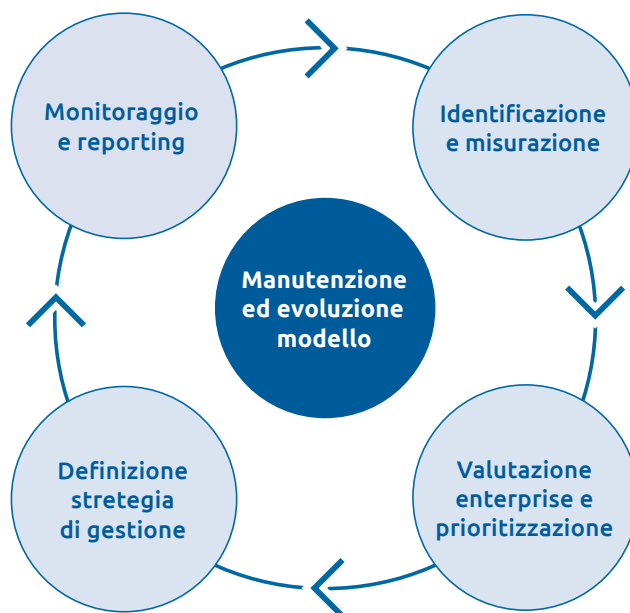 Monitoraggio
e reporting
Identificazione
e misurazione
Manutenzione
ed evoluzione
modello
Definizione
stretegia
di gestione
Valutazione
enterprise e
prioritizzazione